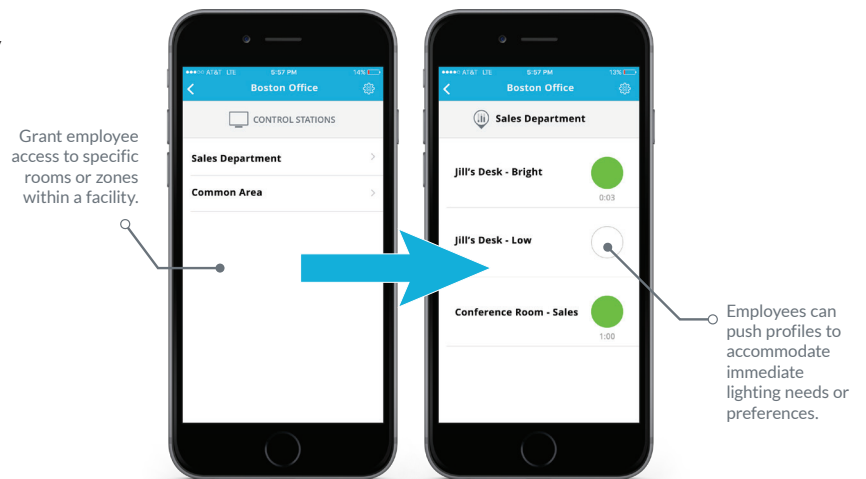 Grant employee
access to specific
rooms or zones
within a facility.
AT&T LTE 5:57 PM 14%
Boston Office
CONTROL STATIONS
Sales Department
Common Area
AT&T LTE 5:57 PM 13%
Boston Office
Sales Department
Jill's Desk - Bright
0:03
Jill's Desk - Low
Conference Room - Sales
1:00
Employees can
push profiles to
accommodate
immediate
lighting needs or
preferences.